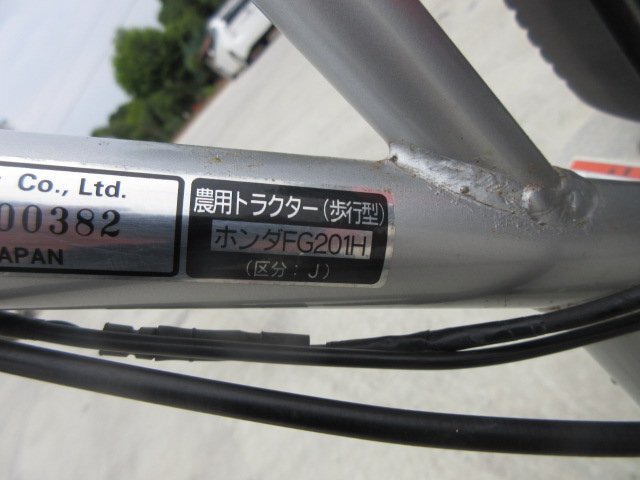 Co., Ltd.
00382
JAPAN
農用トラクター(歩行型)
ホンダFG201H
(区分:J)